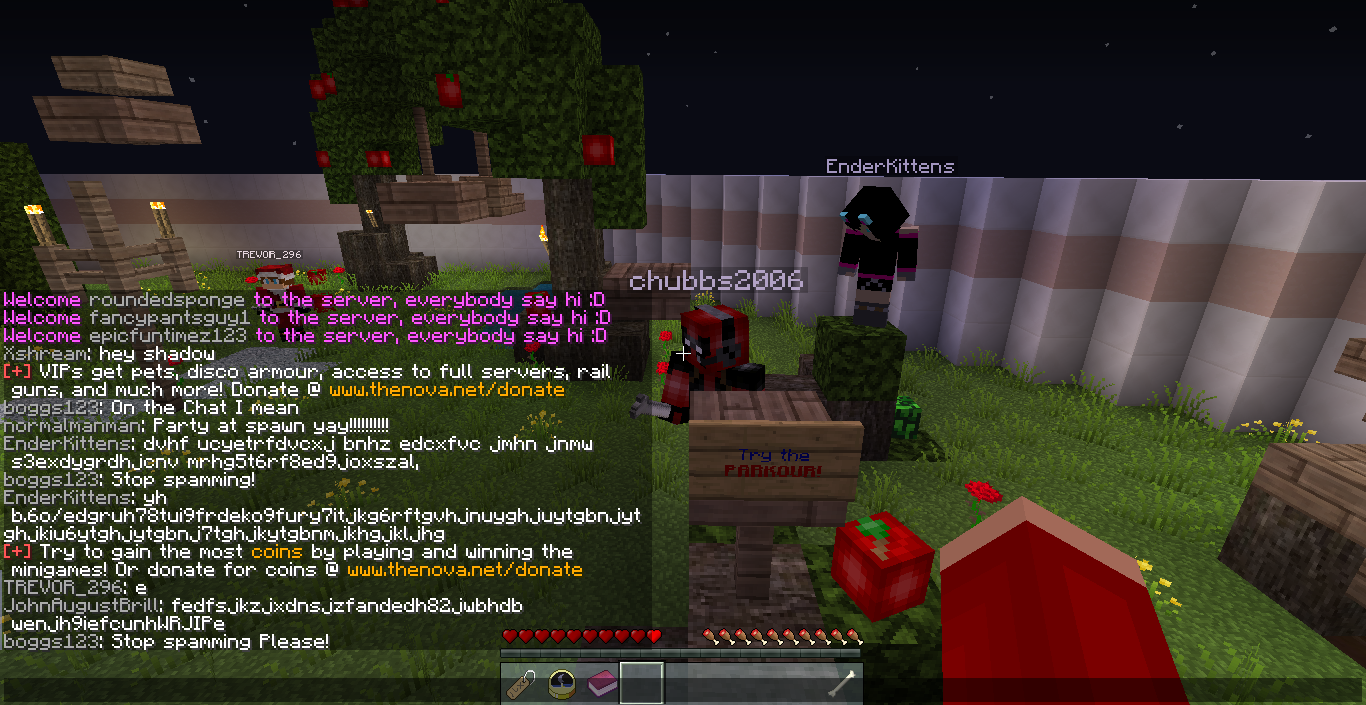 EnderKittens
TREVOR_296
chubbs2006
Welcome roundedsponge to the server, everybody say hi :D
Welcome fancypantsguy1 to the server, everybody say hi :D
Welcome epicfuntimez123 to the server, everybody say hi :D
Xshream: hey shadow
[+] VIPs get pets, disco armour, access to full servers, rail
guns, and much more! Donate @ www.thenova.net/donate
boggs123: On the Chat I mean
normalmanman: Party at spawn yay!!!!!!!!!
EnderKittens: dvhf ucyetrfdvcx,j bnhz edcxfvc ,jmhn ,jnmw
s3exdygrdh,jcnv mrhg5t6rf8ed9,joxszal,
boggs123: Stop spamming!
EnderKittens: yh
b.6o/edgruh78tui9frdeko9fury7it,jkg6rftgvh,jnuygh,juytgbn,jyt
gh,jkiu6ytgh,jytgbnj7tgh,jkytgbnm,jkhg,jkl,jhg
[+] Try to gain the most coins by playing and winning the
minigames! Or donate for coins @ www.thenova.net/donate
TREVOR_296: e
JohnAugustBrill: fedfs,jkz,jxdns,jzfandedh82,jwbhdb
wenjh9iefcunhWRJIPe
boggs123: Stop spamming Please!
Try the
PARKOUR!